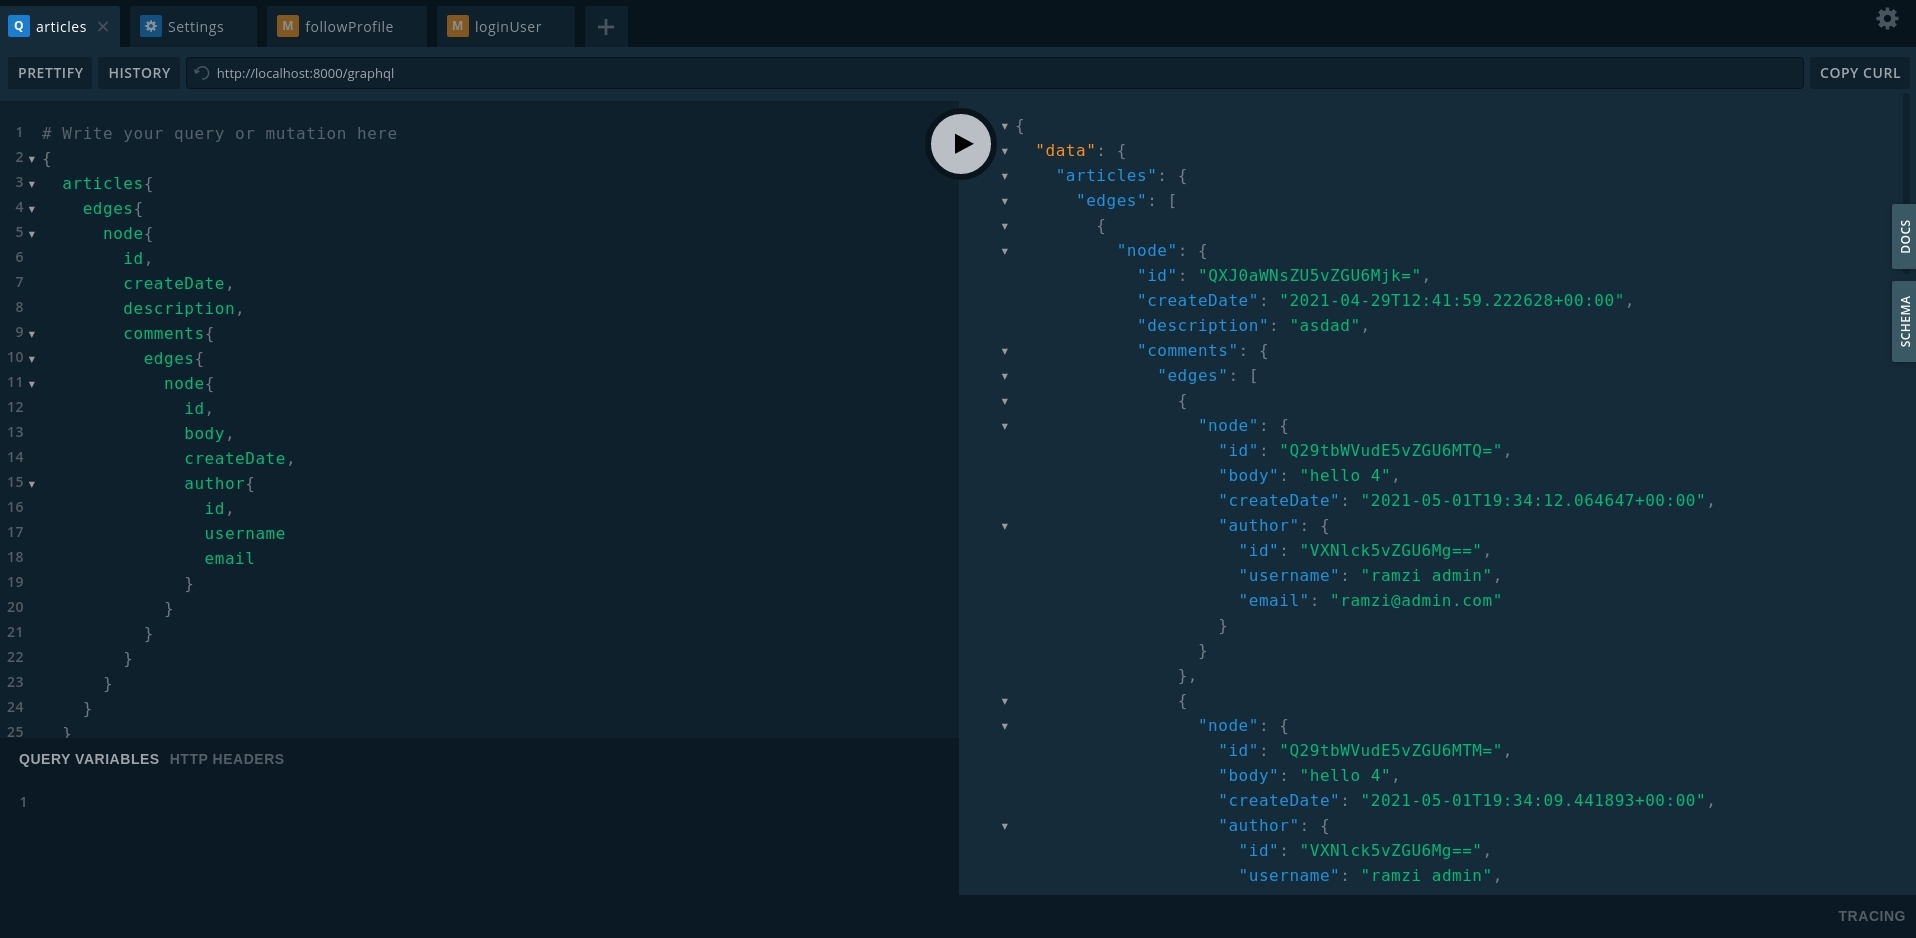 Q articles
Settings
M followProfile
M loginUser
PRETTIFY
HISTORY
http://localhost:8000/graphql
COPY CURL
1 # Write your query or mutation here
2 {
3 articles{
4 edges{
5 node{
6 id,
7 createDate,
8 description,
9 comments{
10 edges{
11 node{
12 id,
13 body,
14 createDate,
15 author{
16 id,
17 username
18 email
19 }
20 }
21 }
22 }
23 }
24 }
25 }
QUERY VARIABLES HTTP HEADERS
1
{
"data": {
"articles": {
"edges": [
{
"node": {
"id": "QXJ0aWNsZU5vZGU6Mjk=",
"createDate": "2021-04-29T12:41:59.222628+00:00",
"description": "asdad",
"comments": {
"edges": [
{
"node": {
"id": "Q29tbWVudE5vZGU6MTQ=",
"body": "hello 4",
"createDate": "2021-05-01T19:34:12.064647+00:00",
"author": {
"id": "VXNlck5vZGU6Mg==",
"username": "ramzi admin",
"email": "ramzi@admin.com"
}
}
},
{
"node": {
"id": "Q29tbWVudE5vZGU6MTM=",
"body": "hello 4",
"createDate": "2021-05-01T19:34:09.441893+00:00",
"author": {
"id": "VXNlck5vZGU6Mg==",
"username": "ramzi admin",
DOCS
SCHEMA
TRACING